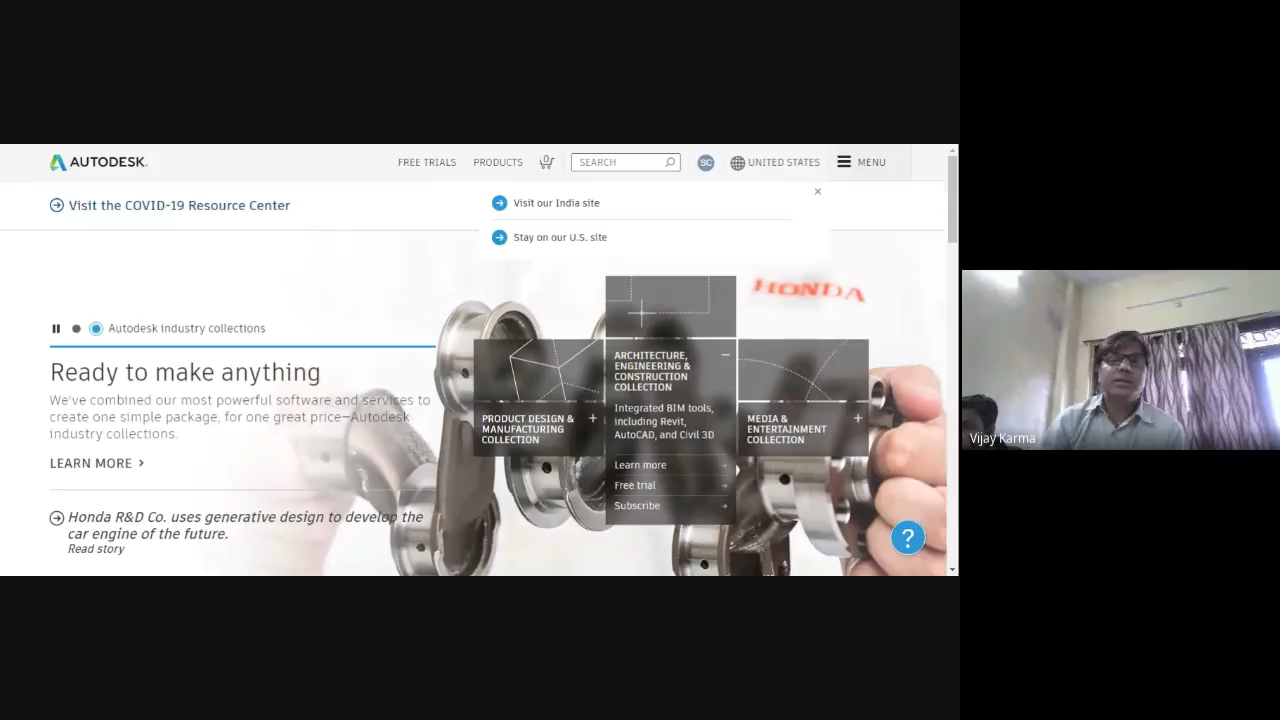 AUTODESK.
FREE TRIALS
PRODUCTS
0
SEARCH
SC
UNITED STATES
MENU
Visit the COVID-19 Resource Center
Visit our India site
Stay on our U.S. site
×
HONDA
Autodesk industry collections
Ready to make anything
We've combined our most powerful software and services to
create one simple package, for one great price—Autodesk
industry collections.
LEARN MORE >
Honda R&D Co. uses generative design to develop the
car engine of the future.
Read story
PRODUCT DESIGN & +
MANUFACTURING
COLLECTION
ARCHITECTURE, –
ENGINEERING &
CONSTRUCTION
COLLECTION
Integrated BIM tools,
including Revit,
AutoCAD, and Civil 3D
Learn more
Free trial
Subscribe
MEDIA & +
ENTERTAINMENT
COLLECTION
?
Vijay Karma